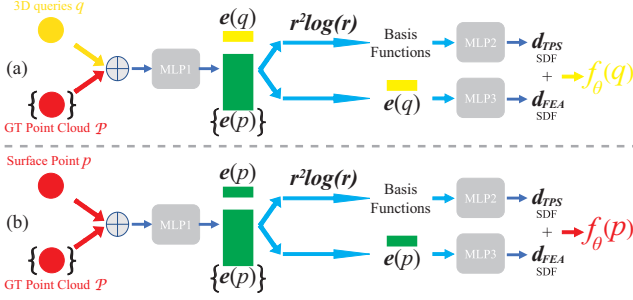 3D queries q
(a)
{ }
GT Point Cloud P
MLP1
e(q)
{e(p)}
r²log(r)
Basis
Functions
e(q)
MLP2
MLP3
d_TPS
SDF
+
d_FEA
SDF
f_θ(q)
Surface Point p
(b)
{ }
GT Point Cloud P
MLP1
e(p)
{e(p)}
r²log(r)
Basis
Functions
e(p)
MLP2
MLP3
d_TPS
SDF
+
d_FEA
SDF
f_θ(p)